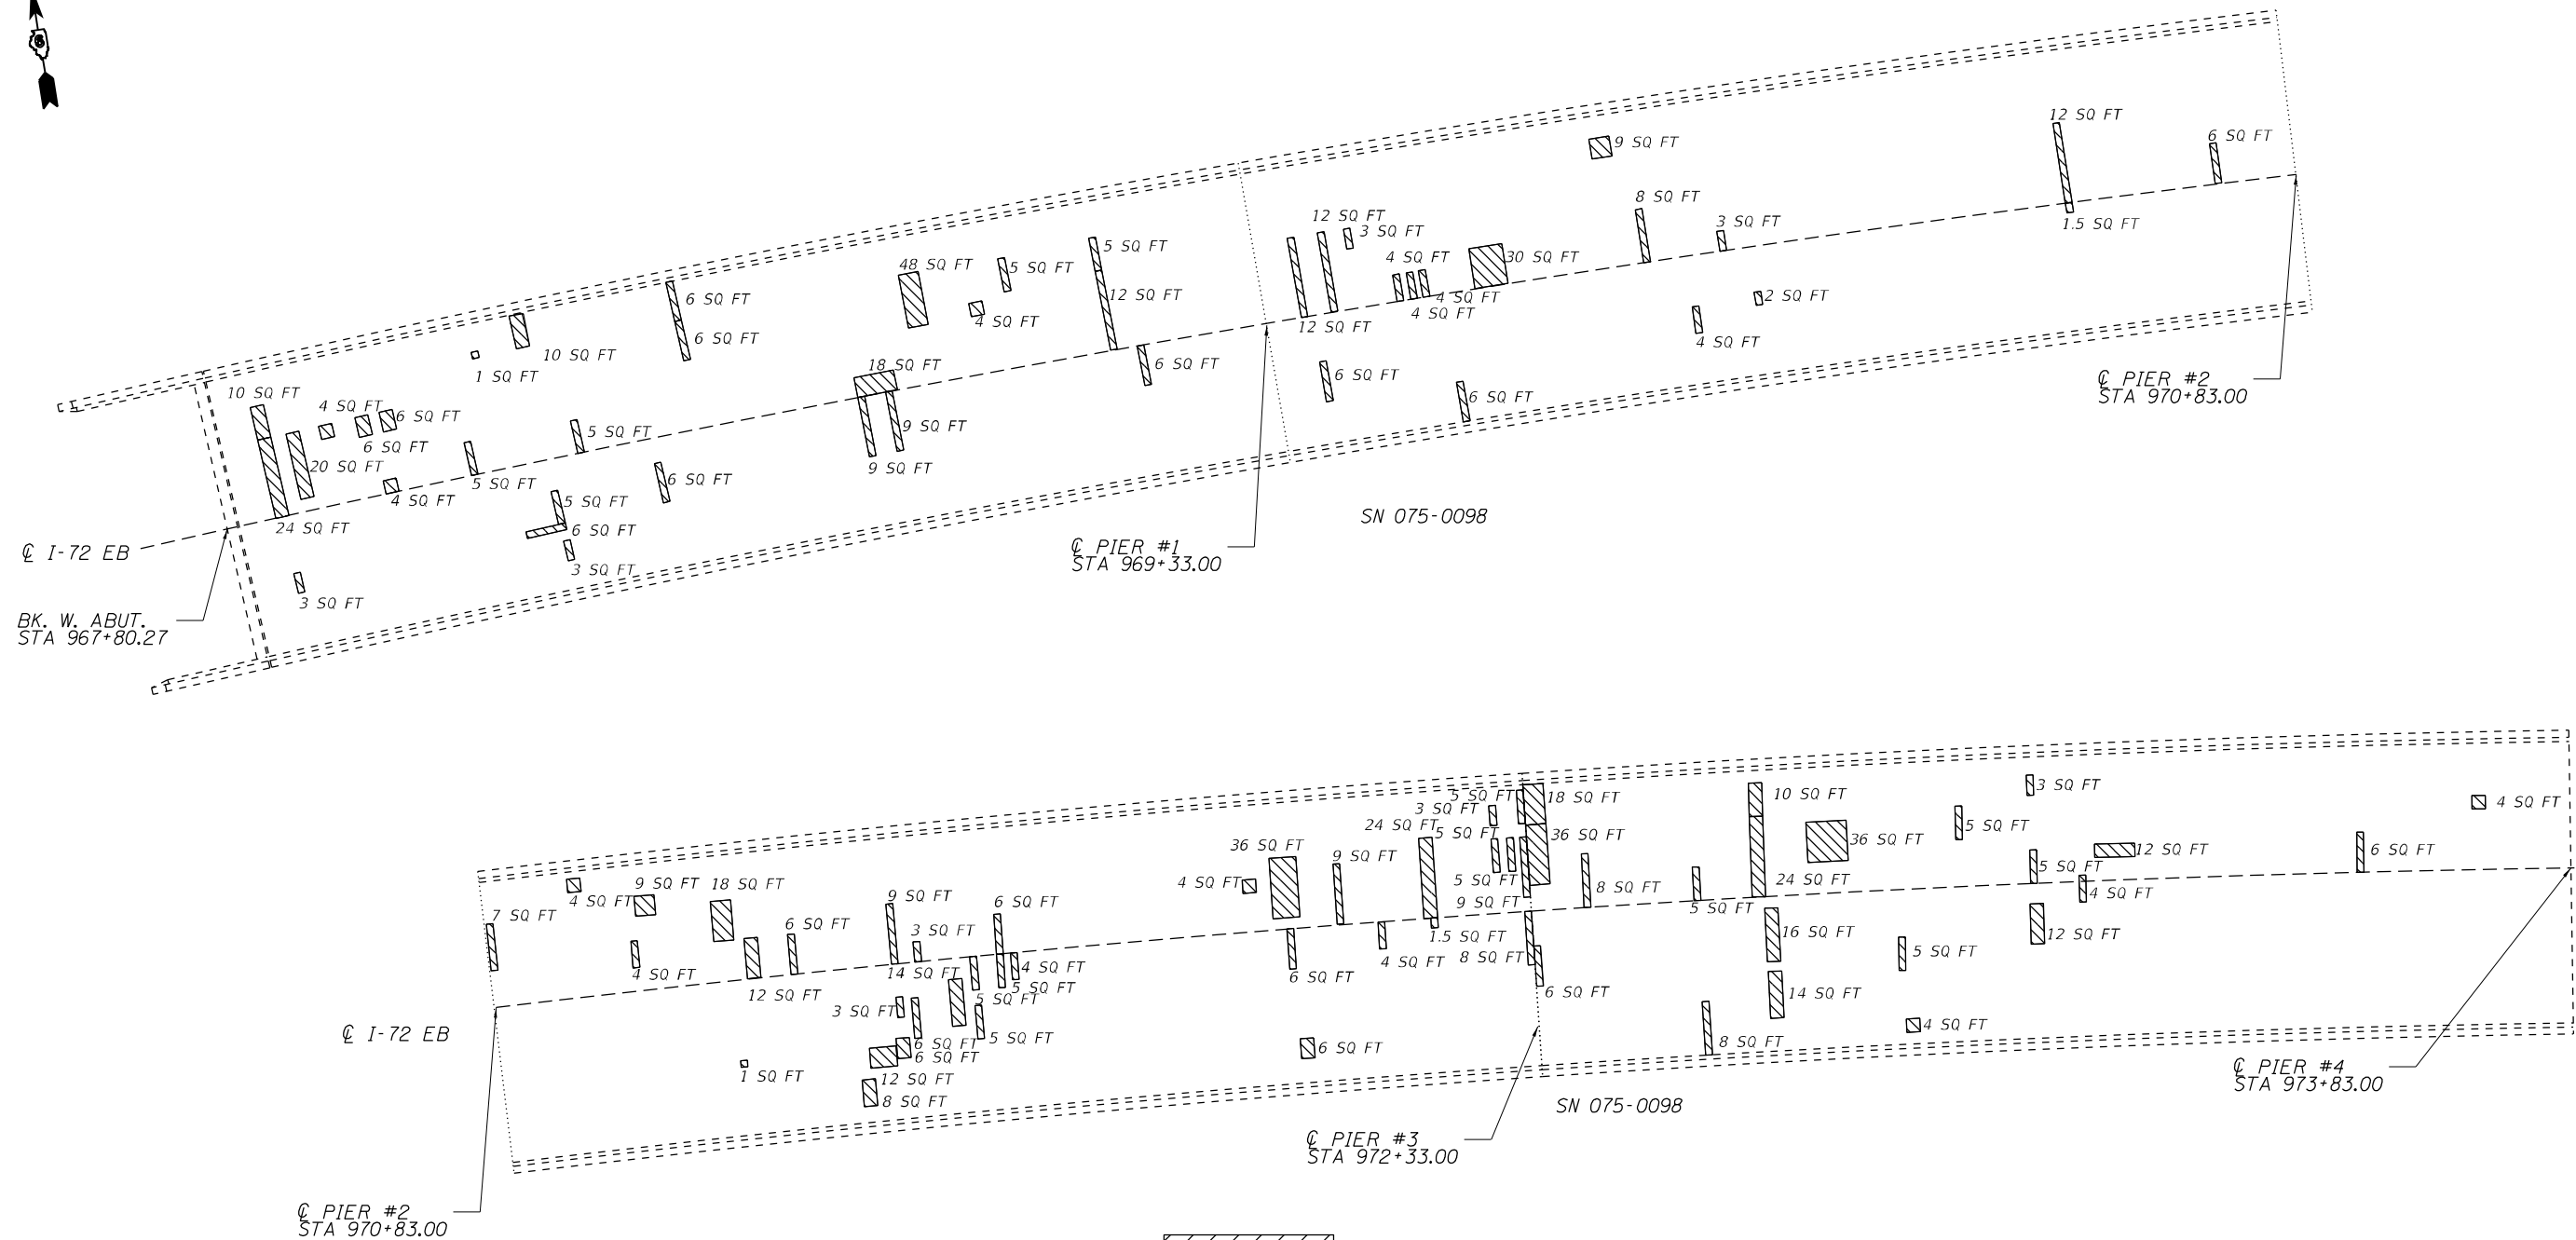 12 SQ FT
6 SQ FT
9 SQ FT
1.5 SQ FT
8 SQ FT
3 SQ FT
12 SQ FT
3 SQ FT
4 SQ FT
30 SQ FT
4 SQ FT
4 SQ FT
12 SQ FT
2 SQ FT
4 SQ FT
6 SQ FT
6 SQ FT
5 SQ FT
12 SQ FT
48 SQ FT
5 SQ FT
4 SQ FT
6 SQ FT
18 SQ FT
9 SQ FT
9 SQ FT
6 SQ FT
6 SQ FT
10 SQ FT
1 SQ FT
10 SQ FT
4 SQ FT
6 SQ FT
6 SQ FT
20 SQ FT
4 SQ FT
5 SQ FT
5 SQ FT
6 SQ FT
5 SQ FT
6 SQ FT
3 SQ FT
24 SQ FT
3 SQ FT
℄ I-72 EB
BK. W. ABUT.
STA 967+80.27
℄ PIER #1
STA 969+33.00
SN 075-0098
℄ PIER #2
STA 970+83.00
7 SQ FT
4 SQ FT
9 SQ FT
18 SQ FT
4 SQ FT
12 SQ FT
6 SQ FT
9 SQ FT
3 SQ FT
6 SQ FT
14 SQ FT
4 SQ FT
5 SQ FT
5 SQ FT
3 SQ FT
5 SQ FT
6 SQ FT
6 SQ FT
1 SQ FT
12 SQ FT
8 SQ FT
36 SQ FT
4 SQ FT
9 SQ FT
24 SQ FT
3 SQ FT
5 SQ FT
5 SQ FT
5 SQ FT
9 SQ FT
1.5 SQ FT
8 SQ FT
4 SQ FT
6 SQ FT
6 SQ FT
18 SQ FT
36 SQ FT
8 SQ FT
6 SQ FT
10 SQ FT
36 SQ FT
24 SQ FT
5 SQ FT
16 SQ FT
14 SQ FT
8 SQ FT
3 SQ FT
5 SQ FT
12 SQ FT
5 SQ FT
4 SQ FT
12 SQ FT
5 SQ FT
4 SQ FT
4 SQ FT
6 SQ FT
℄ I-72 EB
℄ PIER #2
STA 970+83.00
℄ PIER #3
STA 972+33.00
SN 075-0098
℄ PIER #4
STA 973+83.00